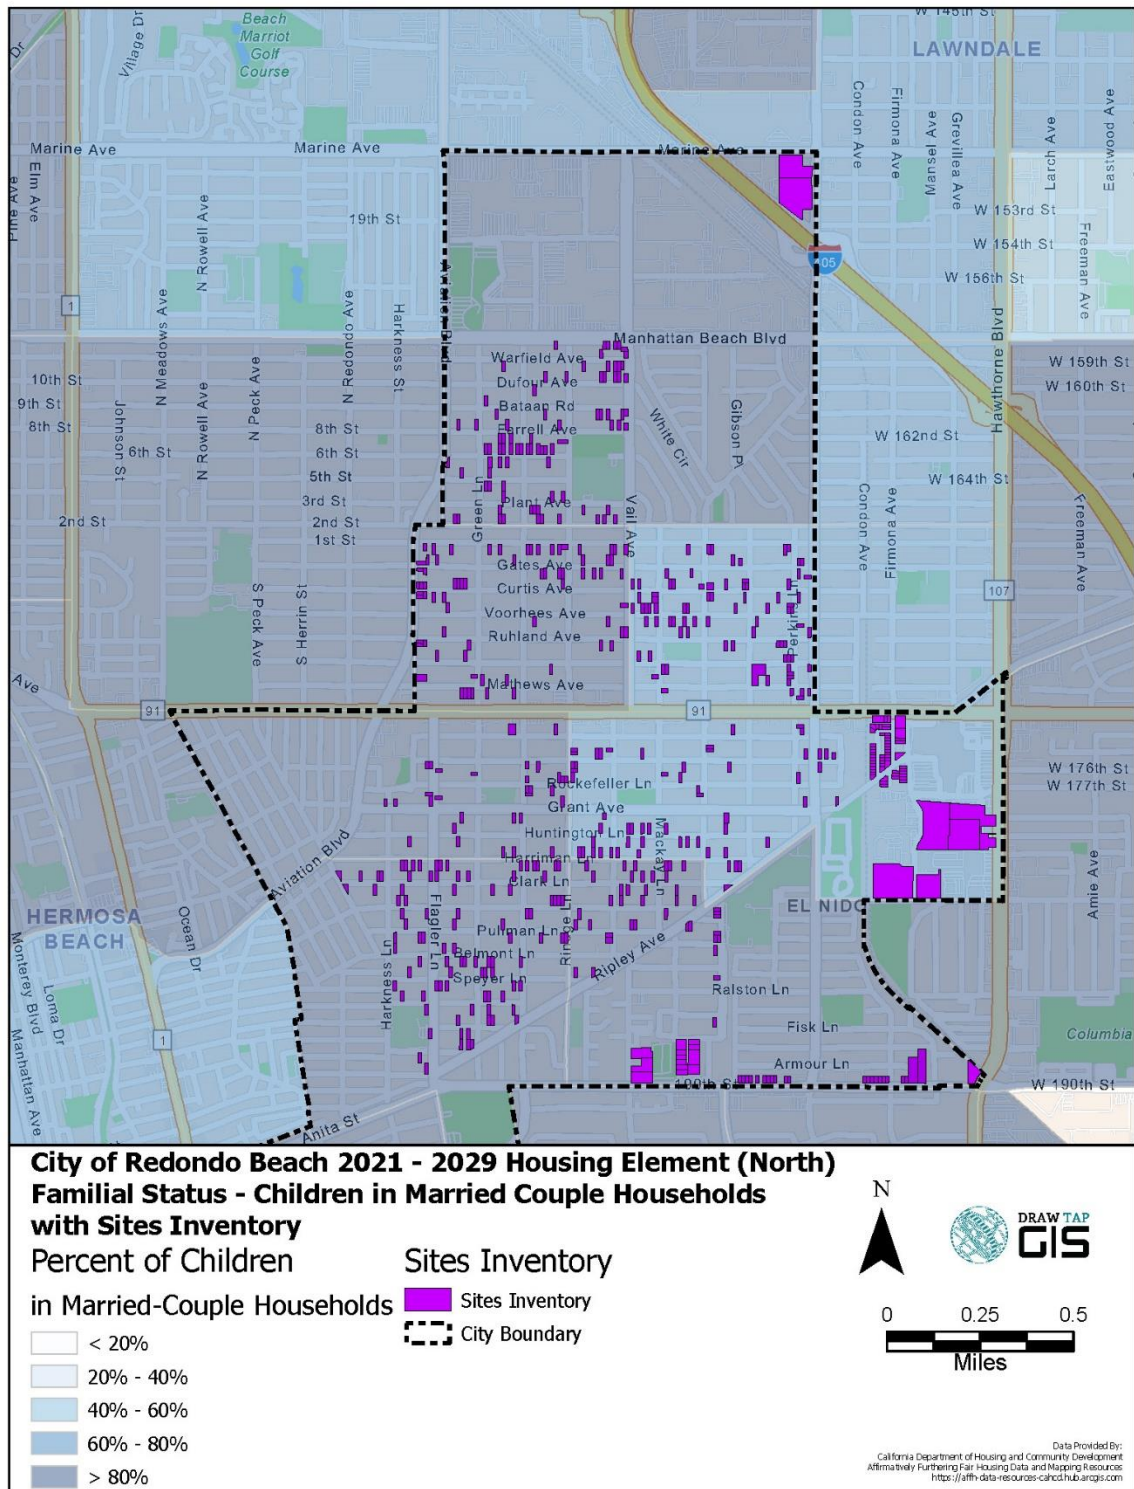 W 145th St
Beach
Marriot
Golf
Course
Village Dr
Dr
LAWNDALE
Condon Ave
Firmona Ave
Mansel Ave
Grevillea Ave
Larch Ave
Eastwood Ave
Marine Ave
Marine Ave
Marine Ave
Pine Ave
Elm Ave
N Rowell Ave
19th St
W 153rd St
W 154th St
W 156th St
Freeman Ave
405
1
N Meadows Ave
N Redondo Ave
Harkness St
Aviation Blvd
Manhattan Beach Blvd
Hawthorne Blvd
Warfield Ave
Dufour Ave
Bataan Rd
Farrell Ave
W 159th St
W 160th St
10th St
9th St
8th St
Johnson St
6th St
N Rowell Ave
N Peck Ave
8th St
6th St
5th St
3rd St
2nd St
1st St
2nd St
White Cir
Gibson Pl
W 162nd St
W 164th St
Green Ln
Plant Ave
Vail Ave
Condon Ave
Firmona Ave
Freeman Ave
Gates Ave
Curtis Ave
Voorhees Ave
Ruhland Ave
Mathews Ave
Perkins Ln
S Peck Ave
S Herrin St
107
Ave
91
91
Rockefeller Ln
Grant Ave
Huntington Ln
Harriman Ln
Clark Ln
Mackay Ln
W 176th St
W 177th St
Aviation Blvd
HERMOSA
BEACH
Ocean Dr
Flagler Ln
Harkness Ln
Pullman Ln
Belmont Ln
Speyer Ln
Rindge Ln
Ripley Ave
EL NIDO
Amie Ave
Monterey Blvd
Loma Dr
Manhattan Ave
1
Ralston Ln
Fisk Ln
Armour Ln
Columbia
190th St
W 190th St
Anita St
City of Redondo Beach 2021 - 2029 Housing Element (North)
Familial Status - Children in Married Couple Households
with Sites Inventory
Percent of Children
in Married-Couple Households
< 20%
20% - 40%
40% - 60%
60% - 80%
> 80%
Sites Inventory
Sites Inventory
City Boundary
N
DRAW TAP
GIS
0 0.25 0.5
Miles
Data Provided By:
California Department of Housing and Community Development
Affirmatively Furthering Fair Housing Data and Mapping Resources
https://affh-data-resources-cahcd.hub.arcgis.com